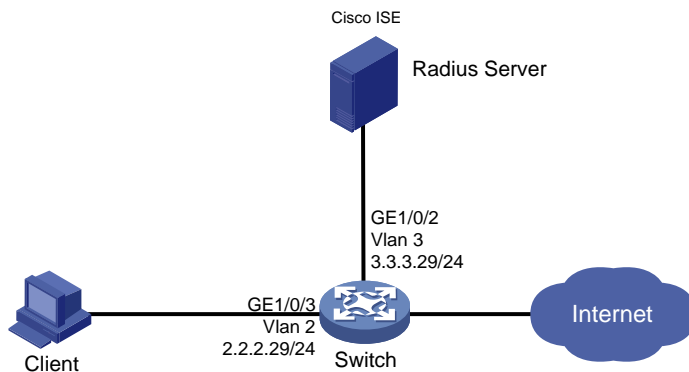 Cisco ISE
Radius Server
GE1/0/2
Vlan 3
3.3.3.29/24
GE1/0/3
Vlan 2
2.2.2.29/24
Client
Switch
Internet